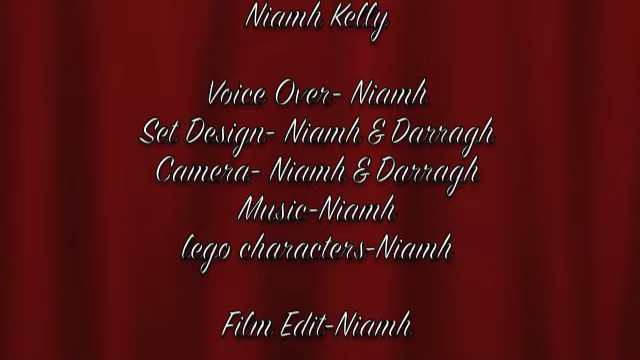 Niamh Kelly
Voice Over- Niamh
Set Design- Niamh & Darragh
Camera- Niamh & Darragh
Music-Niamh
lego characters-Niamh
Film Edit-Niamh